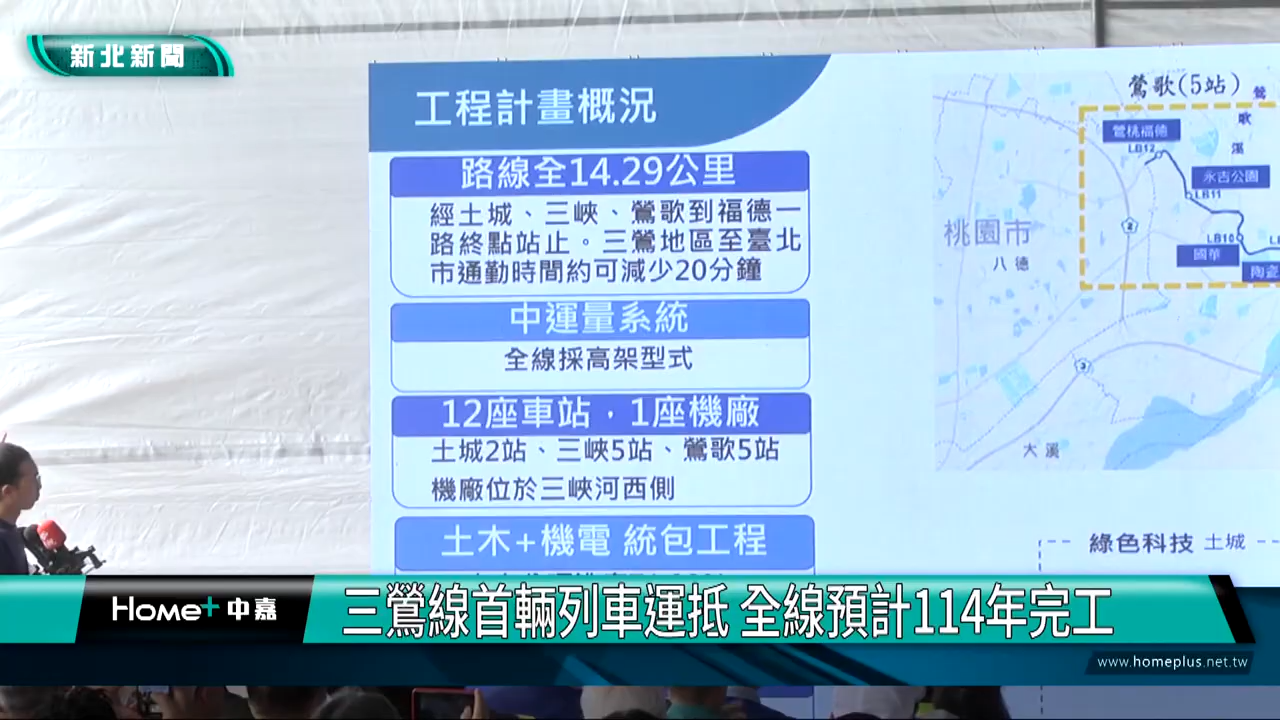 新北新聞
工程計畫概況
路線全14.29公里
經土城、三峽、鶯歌到福德一
路終點站止。三鶯地區至臺北
市通勤時間約可減少20分鐘
中運量系統
全線採高架型式
12座車站，1座機廠
土城2站、三峽5站、鶯歌5站
機廠位於三峽河西側
土木+機電 統包工程
鶯歌(5站)
鶯
歌
溪
鶯桃福德
LB12
永吉公園
LB11
LB10
國華
陶瓷
桃園市
八德
2
3
大溪
綠色科技 土城
Home+中嘉
三鶯線首輛列車運抵 全線預計114年完工
www.homeplus.net.tw